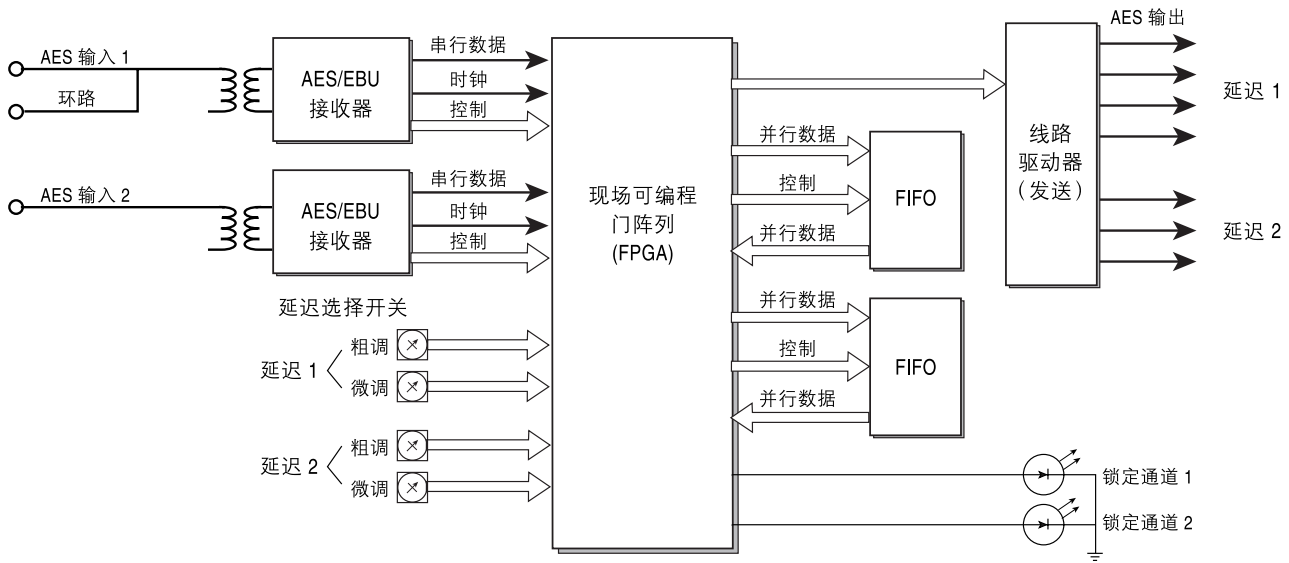 AES 输入 1
环路
AES/EBU
接收器
串行数据
时钟
控制
AES 输入 2
AES/EBU
接收器
串行数据
时钟
控制
延迟选择开关
延迟 1
粗调
微调
延迟 2
粗调
微调
现场可编程
门阵列
(FPGA)
并行数据
控制
并行数据
FIFO
并行数据
控制
并行数据
FIFO
线路
驱动器
(发送)
AES 输出
延迟 1
延迟 2
锁定通道 1
锁定通道 2